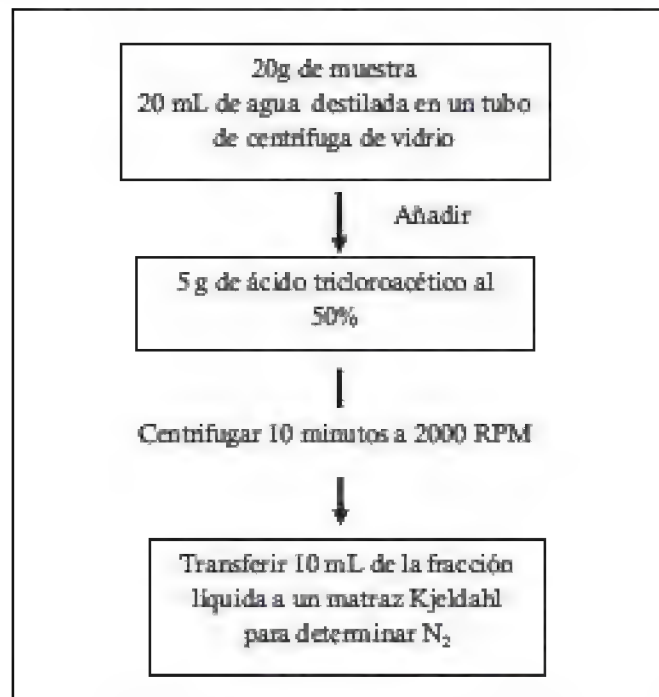 20g de muestra
20 mL de agua destilada en un tubo
de centrífuga de vidrio
Añadir
5 g de ácido tricloroacético al
50%
Centrifugar 10 minutos a 2000 RPM
Transferir 10 mL de la fracción
líquida a un matraz Kjeldahl
para determinar N₂